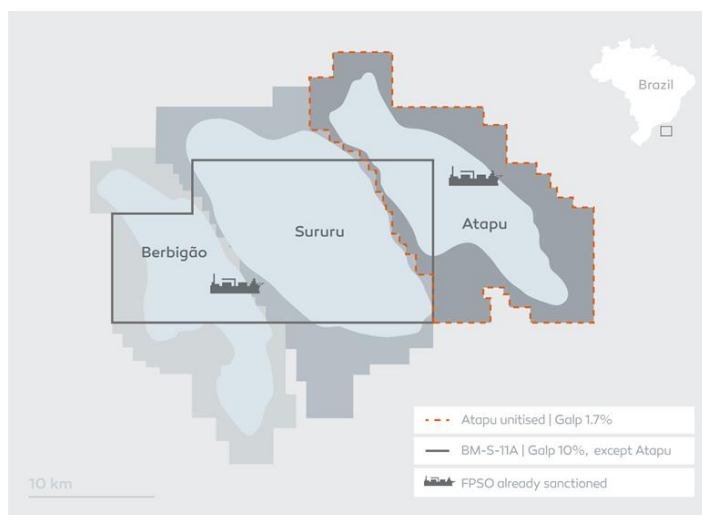 Brazil
Atapu
Sururu
Berbigão
Atapu unitised | Galp 1.7%
BM-S-11A | Galp 10%, except Atapu
FPSO already sanctioned
10 km